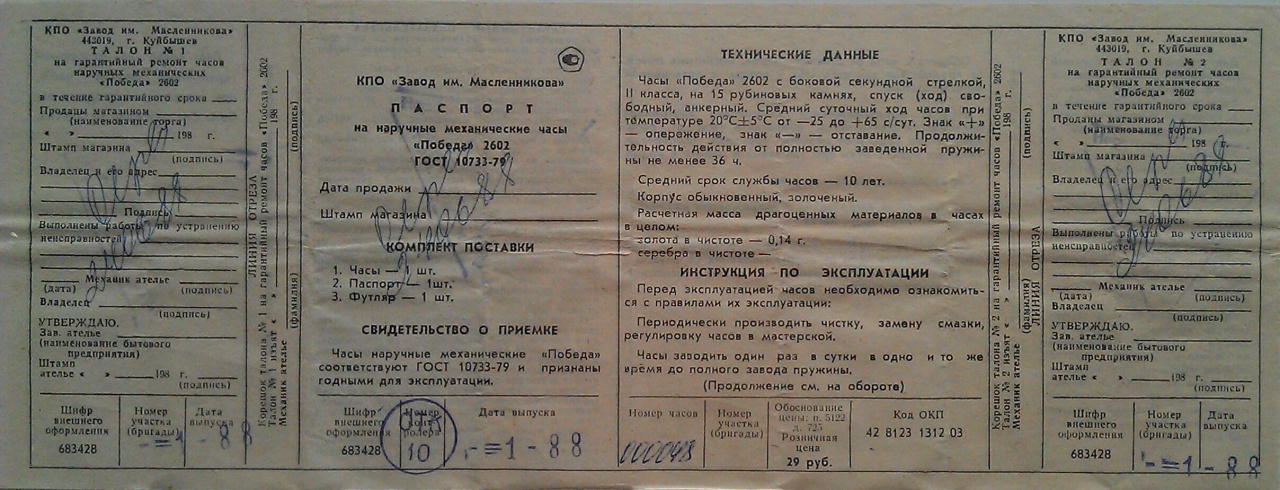 КПО «Завод им. Масленникова»
443019, г. Куйбышев
ТАЛОН № 1
на гарантийный ремонт часов
наручных механических
«Победа» 2602
в течение гарантийного срока
Проданы магазином
(наименование торга)
« » 198 г.
Штамп магазина
(подпись)
Владелец и его адрес
Подпись
Выполнены работы по устранению
неисправностей
Механик ателье
(дата) (подпись)
Владелец
(подпись)
УТВЕРЖДАЮ.
Зав. ателье
(наименование бытового
предприятия)
Штамп
ателье « » 198 г.
(подпись)
Шифр внешнего оформления
683428
Номер участка (бригады)
Дата выпуска
-=1-88
ЛИНИЯ ОТРЕЗА
Корешок талона № 1 на гарантийный ремонт часов «Победа» 2602
Талон № 1 изъят « » 198 г.
Механик ателье
(фамилия) (подпись)
КПО «Завод им. Масленникова»
ПАСПОРТ
на наручные механические часы
«Победа» 2602
ГОСТ 10733-79
Дата продажи
Штамп магазина
КОМПЛЕКТ ПОСТАВКИ
1. Часы — 1 шт.
2. Паспорт — 1шт.
3. Футляр — 1 шт.
СВИДЕТЕЛЬСТВО О ПРИЕМКЕ
Часы наручные механические «Победа»
соответствуют ГОСТ 10733-79 и признаны
годными для эксплуатации.
Шифр внешнего оформления
683428
Номер контролера
ОТК
10
Дата выпуска
-=1-88
ТЕХНИЧЕСКИЕ ДАННЫЕ
Часы «Победа» 2602 с боковой секундной стрелкой,
II класса, на 15 рубиновых камнях, спуск (ход) сво-
бодный, анкерный. Средний суточный ход часов при
температуре 20°С±5°С от —25 до +65 с/сут. Знак «+»
— опережение, знак «—» — отставание. Продолжи-
тельность действия от полностью заведенной пружи-
ны не менее 36 ч.
Средний срок службы часов — 10 лет.
Корпус обыкновенный, золоченый.
Расчетная масса драгоценных материалов в часах
в целом:
золота в чистоте — 0,14 г.
серебра в чистоте —
ИНСТРУКЦИЯ ПО ЭКСПЛУАТАЦИИ
Перед эксплуатацией часов необходимо ознакомить-
ся с правилами их эксплуатации:
Периодически производить чистку, замену смазки,
регулировку часов в мастерской.
Часы заводить один раз в сутки в одно и то же
время до полного завода пружины.
(Продолжение см. на обороте)
Номер часов
Номер участка (бригады)
Обоснование цены: п. 5122 д. 725
Розничная цена
29 руб.
Код ОКП
42 8123 1312 03
Корешок талона № 2 на гарантийный ремонт часов «Победа» 2602
Талон № 2 изъят « » 198 г.
Механик ателье
(фамилия) (подпись)
ЛИНИЯ ОТРЕЗА
КПО «Завод им. Масленникова»
443019, г. Куйбышев
ТАЛОН № 2
на гарантийный ремонт часов
наручных механических
«Победа» 2602
в течение гарантийного срока
Проданы магазином
(наименование торга)
« » 198 г.
Штамп магазина
(подпись)
Владелец и его адрес
Подпись
Выполнены работы по устранению
неисправностей
Механик ателье
(дата) (подпись)
Владелец
(подпись)
УТВЕРЖДАЮ.
Зав. ателье
(наименование бытового
предприятия)
Штамп
ателье « » 198 г.
(подпись)
Шифр внешнего оформления
683428
Номер участка (бригады)
Дата выпуска
-=1-88